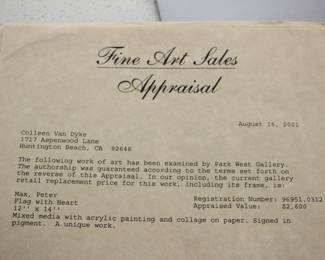 Fine Art Sales
Appraisal
August 16, 2001
Colleen Van Dyke
1717 Aspenwood Lane
Huntington Beach, CA 92648
The following work of art has been examined by Park West Gallery.
The authorship was guaranteed according to the terms set forth on
the reverse of this Appraisal. In our opinion, the current gallery
retail replacement price for this work, including its frame, is:
Max, Peter Registration Number: 96951.0312
Flag with Heart Appraised Value: $2,600
12'' x 14''
Mixed media with acrylic painting and collage on paper. Signed in
pigment. A unique work.